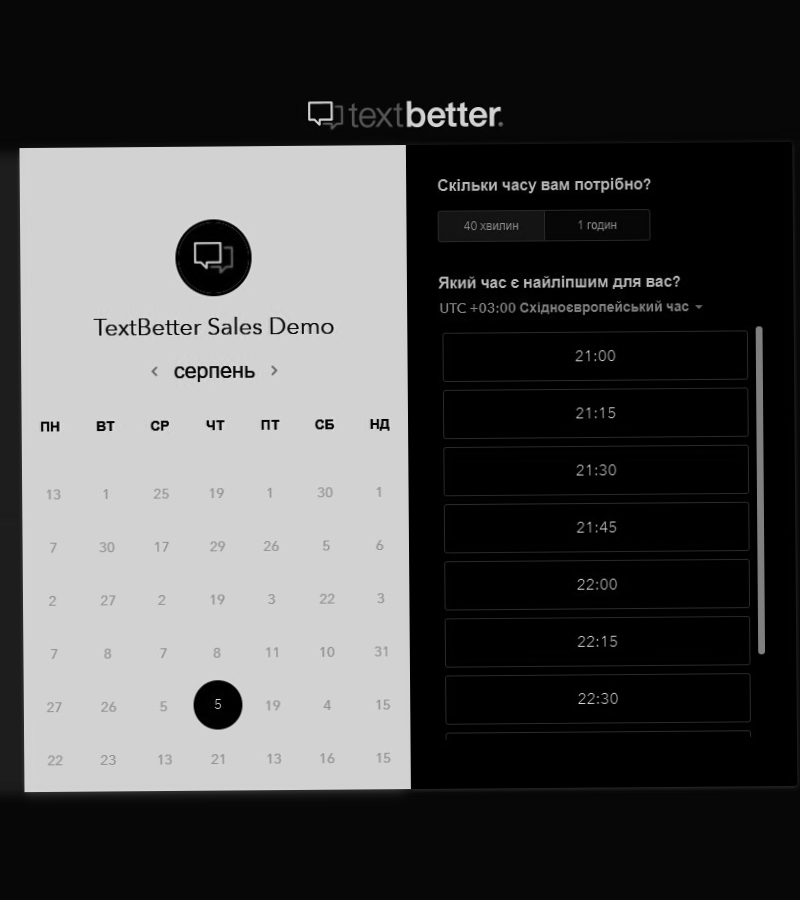 textbetter.
TextBetter Sales Demo
‹ серпень ›
ПН ВТ СР ЧТ ПТ СБ НД
13 1 25 19 1 30 1
7 30 17 29 26 5 6
2 27 2 19 3 22 3
7 8 7 8 11 10 31
27 26 5 5 19 4 15
22 23 13 21 13 16 15
Скільки часу вам потрібно?
40 хвилин 1 годин
Який час є найліпшим для вас?
UTC +03:00 Східноєвропейський час
21:00
21:15
21:30
21:45
22:00
22:15
22:30